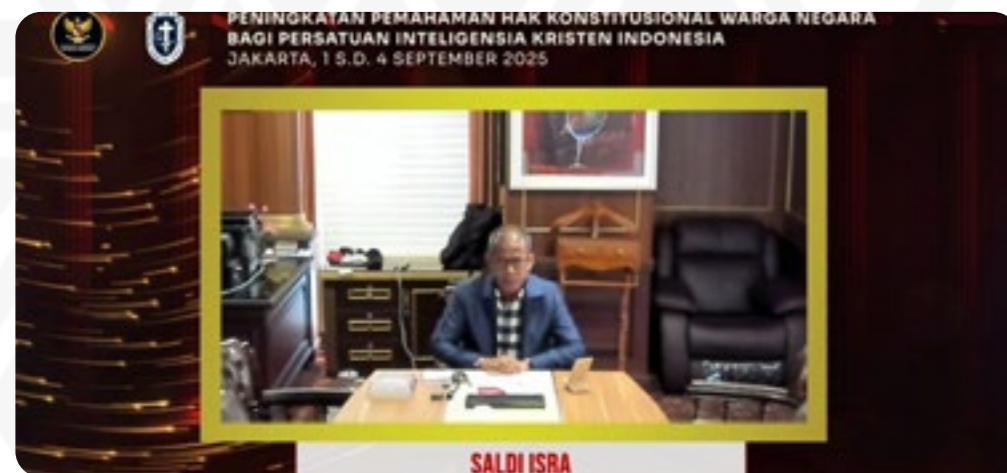 PENINGKATAN PEMAHAMAN HAK KONSTITUSIONAL WARGA NEGARA
BAGI PERSATUAN INTELIGENSIA KRISTEN INDONESIA
JAKARTA, 1 S.D. 4 SEPTEMBER 2025
SALDI ISRA